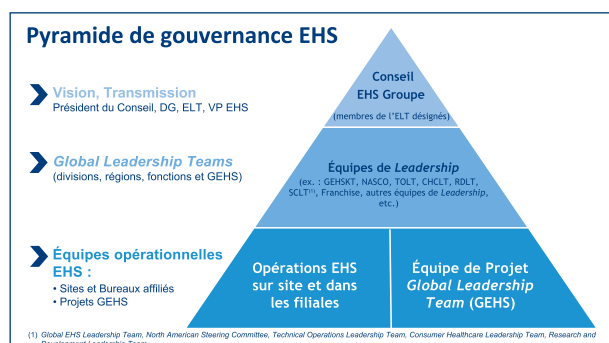 Pyramide de gouvernance EHS
Vision, Transmission
Président du Conseil, DG, ELT, VP EHS
Global Leadership Teams
(divisions, régions, fonctions et GEHS)
Équipes opérationnelles
EHS :
• Sites et Bureaux affiliés
• Projets GEHS
Conseil
EHS Groupe
(membres de l'ELT désignés)
Équipes de Leadership
(ex. : GEHSKT, NASCO, TOLT, CHCLT, RDLT,
SCLT(1), Franchise, autres équipes de Leadership,
etc.)
Opérations EHS
sur site et dans
les filiales
Équipe de Projet
Global Leadership
Team (GEHS)
(1) Global EHS Leadership Team, North American Steering Committee, Technical Operations Leadership Team, Consumer Healthcare Leadership Team, Research and
Development Leadership Team